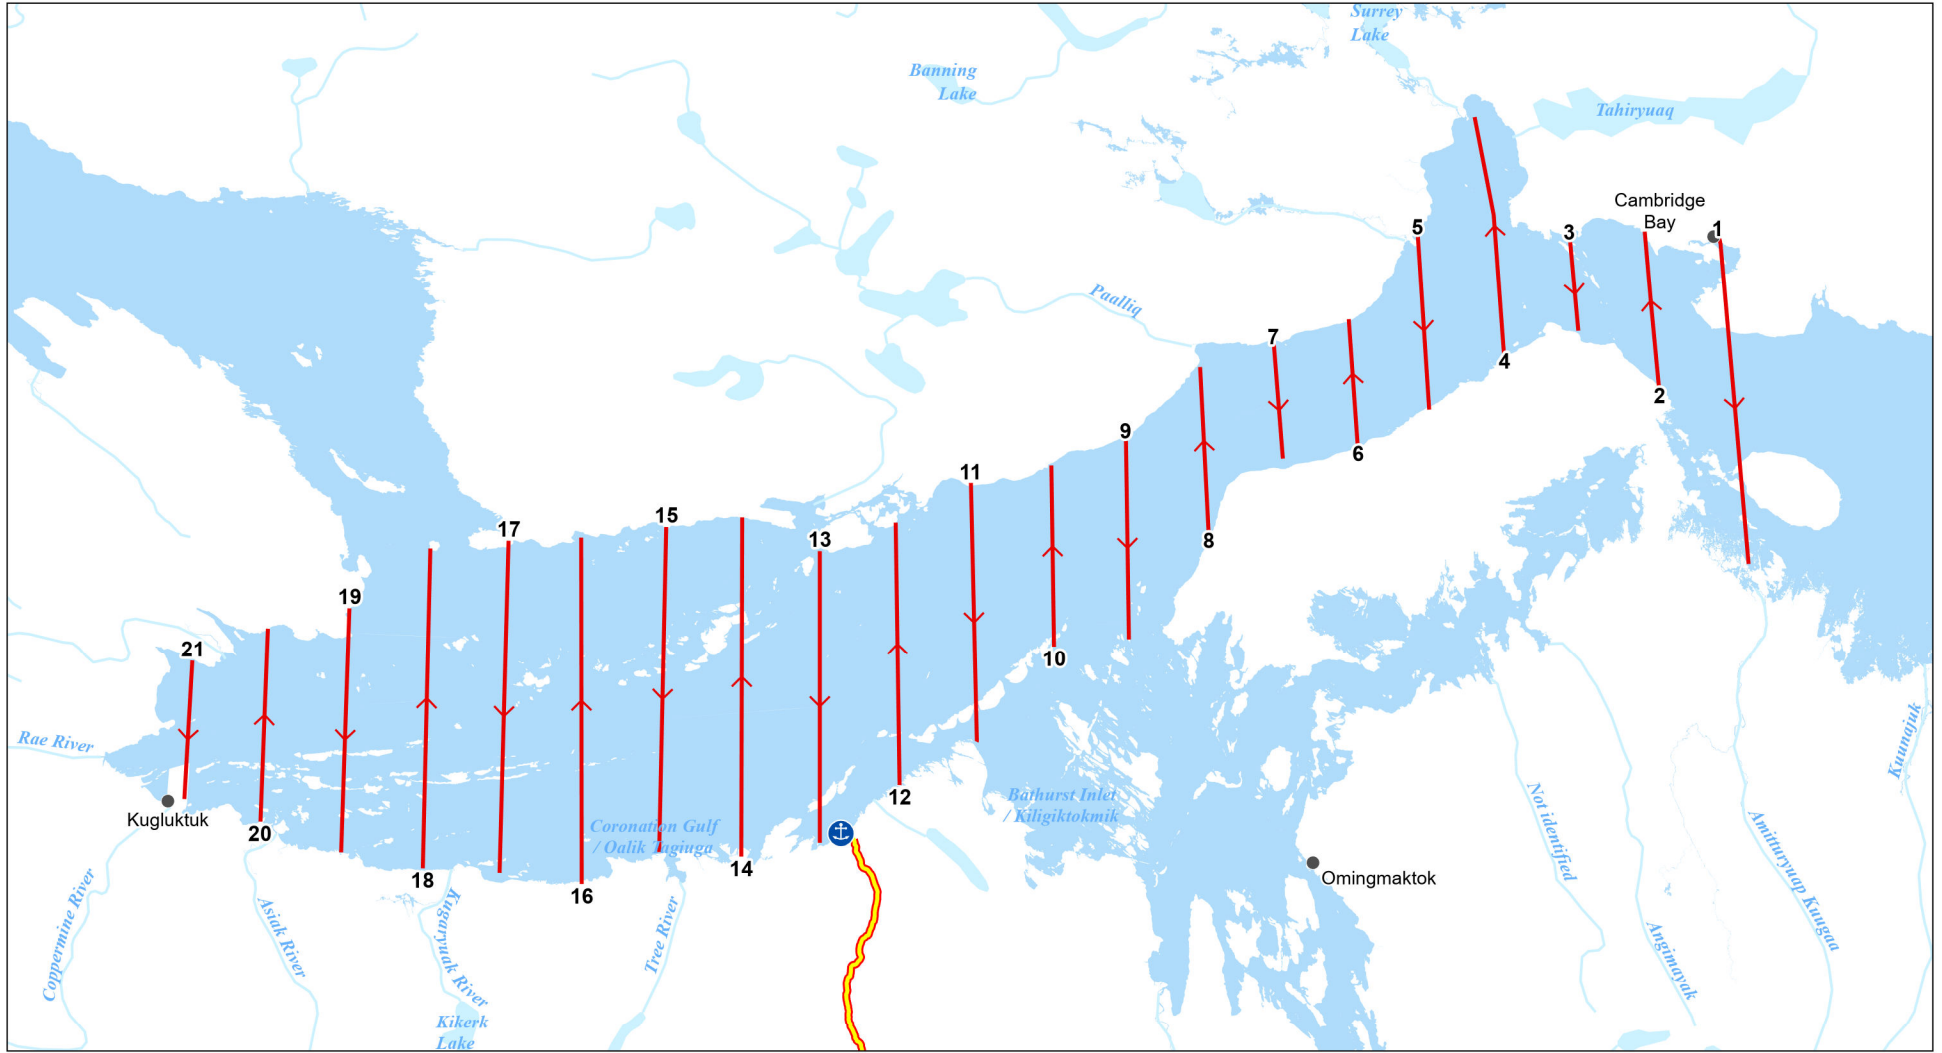 Surrey
Lake
Banning
Lake
Tahiryuaq
Cambridge
Bay
1
5
3
Paalliq
7
4
2
9
6
11
15
17
13
8
19
21
10
Rae River
12
Bathurst Inlet
/ Kiligiktokmik
Kugluktuk
20
Coronation Gulf
/ Oalik Tagiuga
14
18
16
Omingmaktok
Coppermine River
Asiak River
Kugaryuak River
Tree River
Kikerk
Lake
Not identified
Angimayak
Amituryuap Kuugaa
Kuunajuk